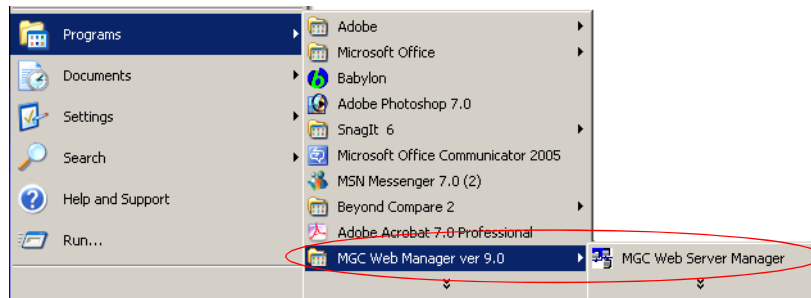 Programs
Documents
Settings
Search
Help and Support
Run...
Adobe
Microsoft Office
Babylon
Adobe Photoshop 7.0
SnagIt 6
Microsoft Office Communicator 2005
MSN Messenger 7.0 (2)
Beyond Compare 2
Adobe Acrobat 7.0 Professional
MGC Web Manager ver 9.0
MGC Web Server Manager